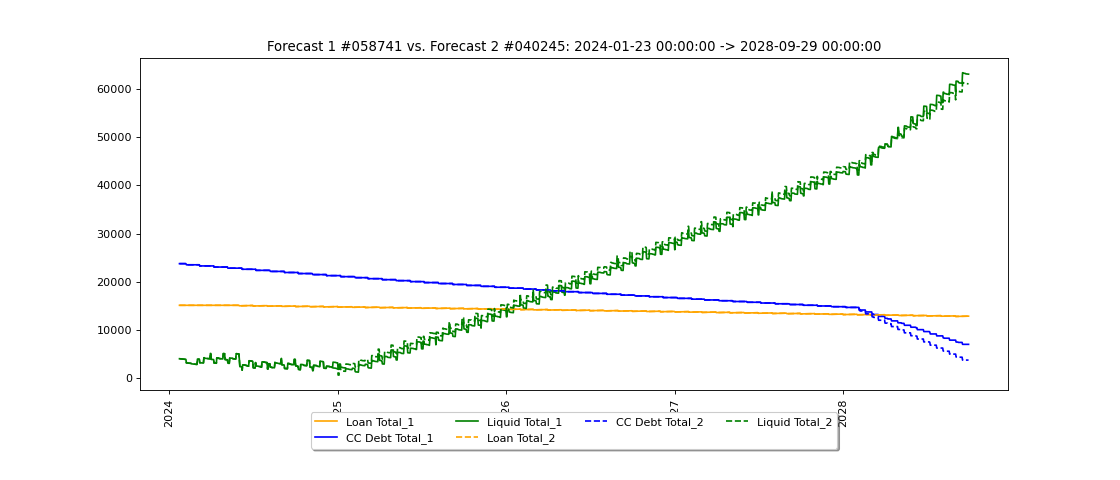 Forecast 1 #058741 vs. Forecast 2 #040245: 2024-01-23 00:00:00 -> 2028-09-29 00:00:00
60000
50000
40000
30000
20000
10000
0
2024
25
26
27
2028
Loan Total_1
Liquid Total_1
CC Debt Total_2
Liquid Total_2
CC Debt Total_1
Loan Total_2